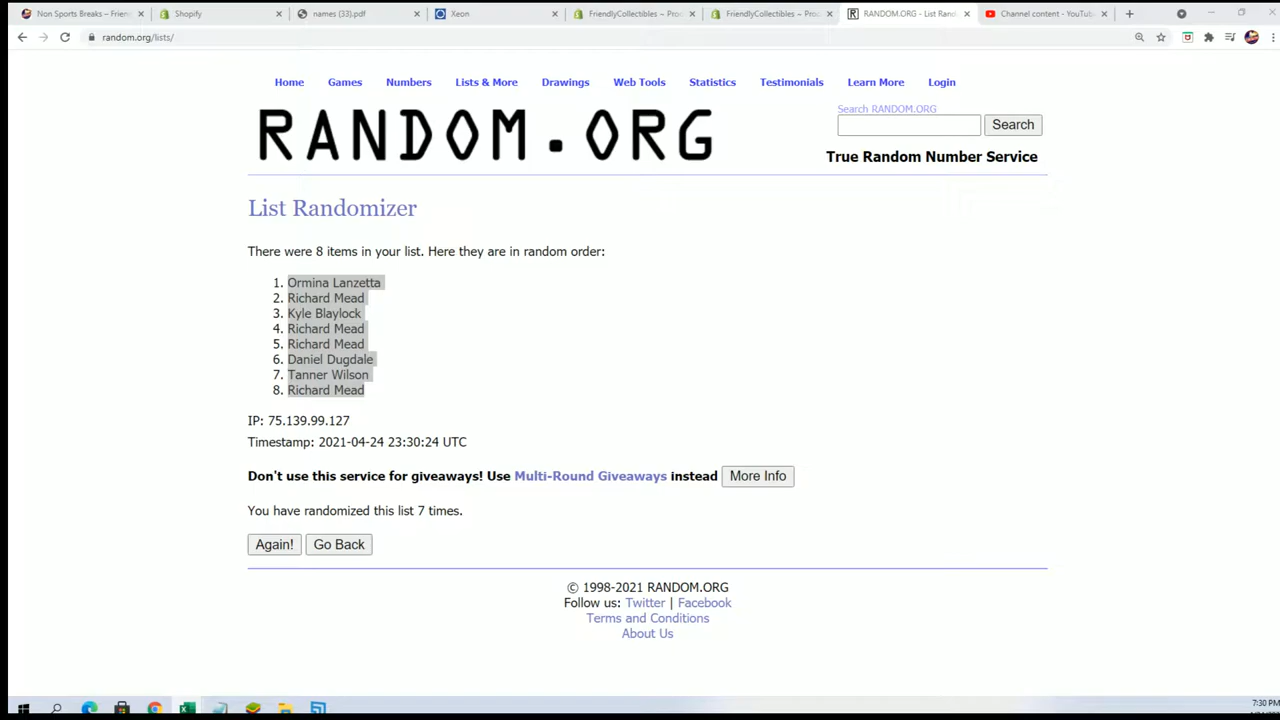 Non Sports Breaks – Frien
Shopify
names (33).pdf
Xeon
FriendlyCollectibles ~ Proc
FriendlyCollectibles ~ Proc
RANDOM.ORG - List Rand
Channel content - YouTub
random.org/lists/
Home Games Numbers Lists & More Drawings Web Tools Statistics Testimonials Learn More Login
RANDOM.ORG
Search RANDOM.ORG
Search
True Random Number Service
List Randomizer
There were 8 items in your list. Here they are in random order:
1. Ormina Lanzetta
2. Richard Mead
3. Kyle Blaylock
4. Richard Mead
5. Richard Mead
6. Daniel Dugdale
7. Tanner Wilson
8. Richard Mead
IP: 75.139.99.127
Timestamp: 2021-04-24 23:30:24 UTC
Don't use this service for giveaways! Use Multi-Round Giveaways instead More Info
You have randomized this list 7 times.
Again! Go Back
© 1998-2021 RANDOM.ORG
Follow us: Twitter | Facebook
Terms and Conditions
About Us
7:30 PM